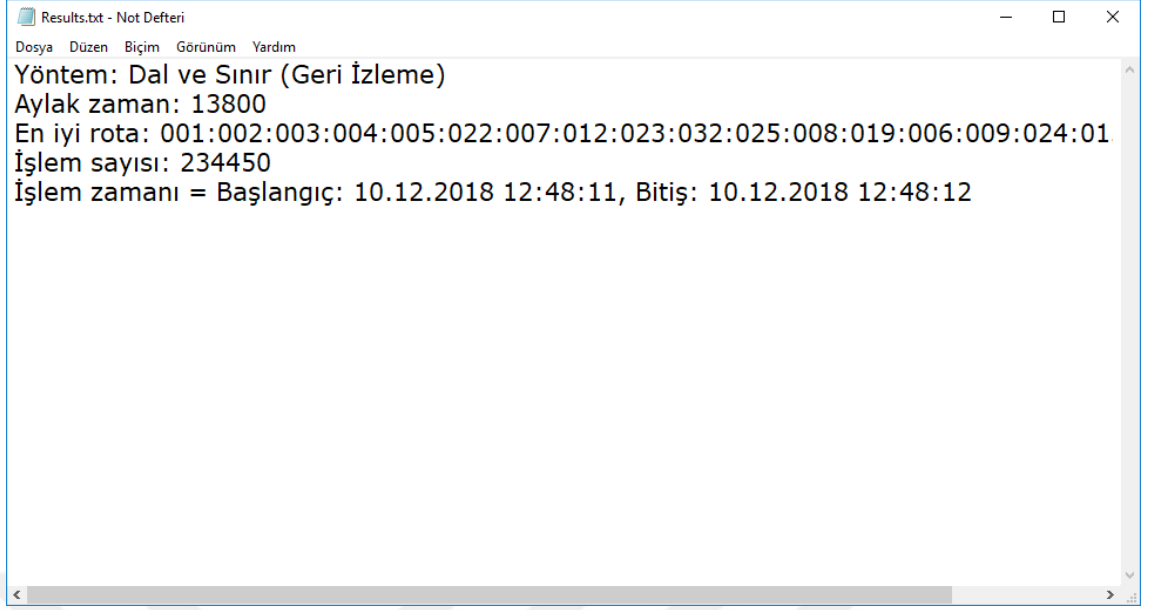 Results.txt - Not Defteri
Dosya Düzen Biçim Görünüm Yardım
Yöntem: Dal ve Sınır (Geri İzleme)
Aylak zaman: 13800
En iyi rota: 001:002:003:004:005:022:007:012:023:032:025:008:019:006:009:024:01
İşlem sayısı: 234450
İşlem zamanı = Başlangıç: 10.12.2018 12:48:11, Bitiş: 10.12.2018 12:48:12